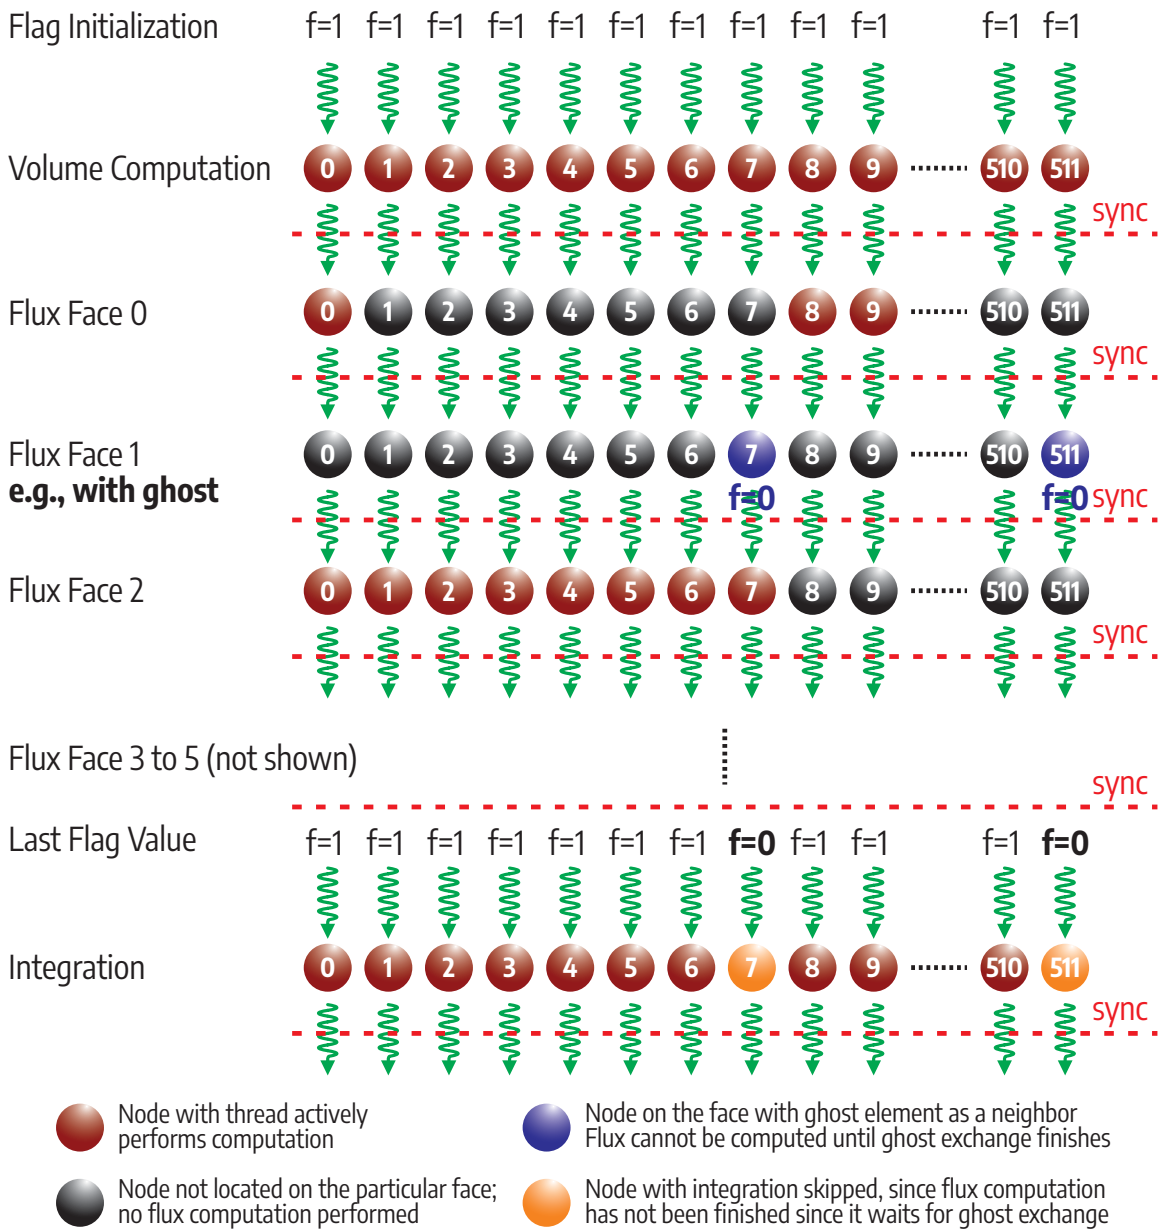 Flag Initialization f=1 f=1 f=1 f=1 f=1 f=1 f=1 f=1 f=1 f=1 f=1 f=1
Volume Computation 0 1 2 3 4 5 6 7 8 9 510 511
sync
Flux Face 0 0 1 2 3 4 5 6 7 8 9 510 511
sync
Flux Face 1 0 1 2 3 4 5 6 7 8 9 510 511
e.g., with ghost f=0 f=0 sync
Flux Face 2 0 1 2 3 4 5 6 7 8 9 510 511
sync
Flux Face 3 to 5 (not shown)
sync
Last Flag Value f=1 f=1 f=1 f=1 f=1 f=1 f=1 f=0 f=1 f=1 f=1 f=0
Integration 0 1 2 3 4 5 6 7 8 9 510 511
sync
Node with thread actively
performs computation
Node on the face with ghost element as a neighbor
Flux cannot be computed until ghost exchange finishes
Node not located on the particular face;
no flux computation performed
Node with integration skipped, since flux computation
has not been finished since it waits for ghost exchange